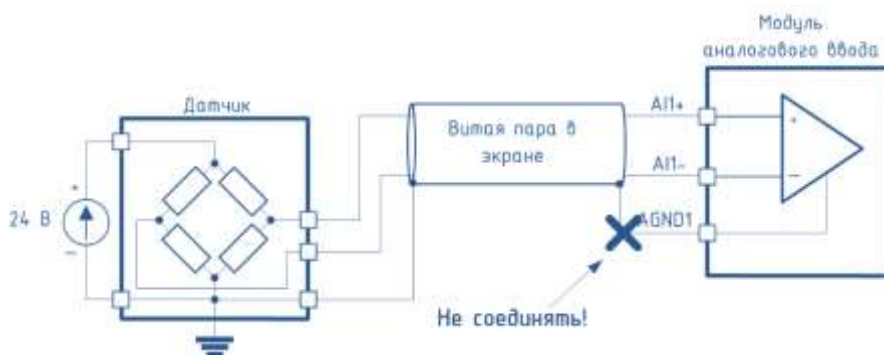 Модуль
аналогового ввода
Датчик
AI1+
Витая пара в
экране
+
AI1-
−
+
24 В
−
AGND1
Не соединять!